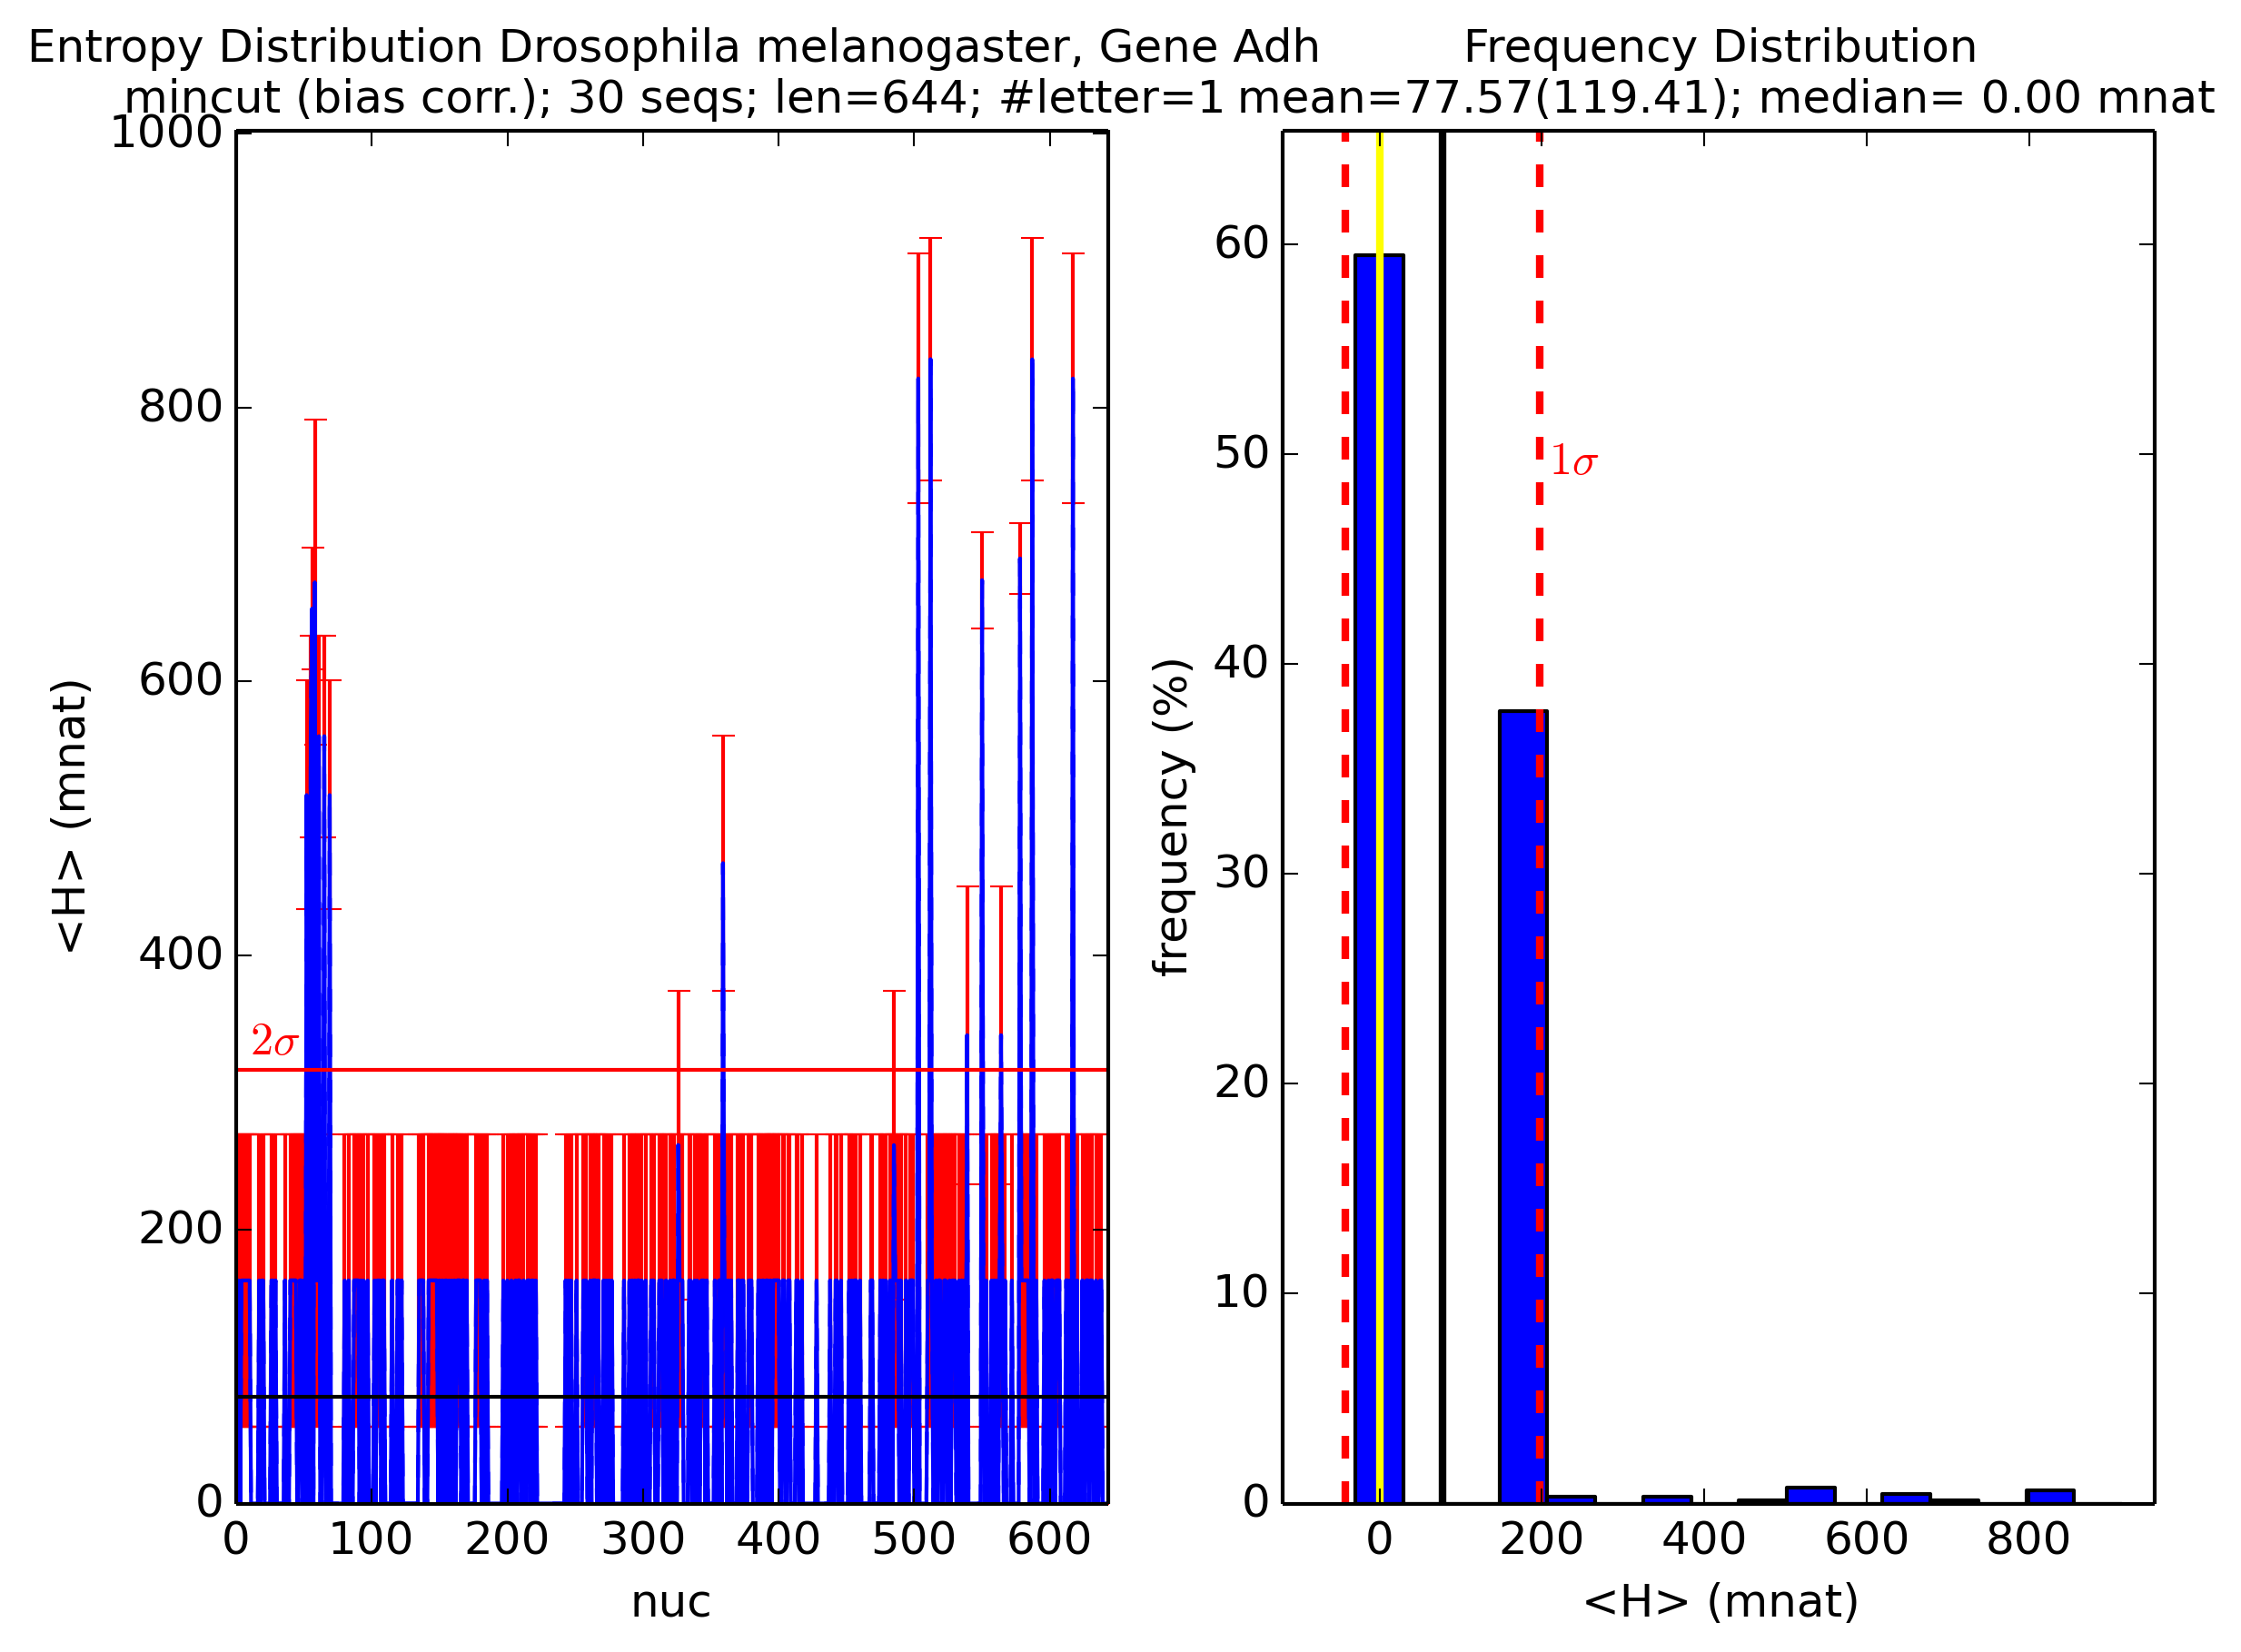 Entropy Distribution Drosophila melanogaster, Gene Adh
mincut (bias corr.); 30 seqs; len=644; #letter=1
1000
800
600
400
200
0
<H> (mnat)
2σ
0 100 200 300 400 500 600
nuc
Frequency Distribution
mean=77.57(119.41); median= 0.00 mnat
60
50
40
30
20
10
0
frequency (%)
1σ
0 200 400 600 800
<H> (mnat)